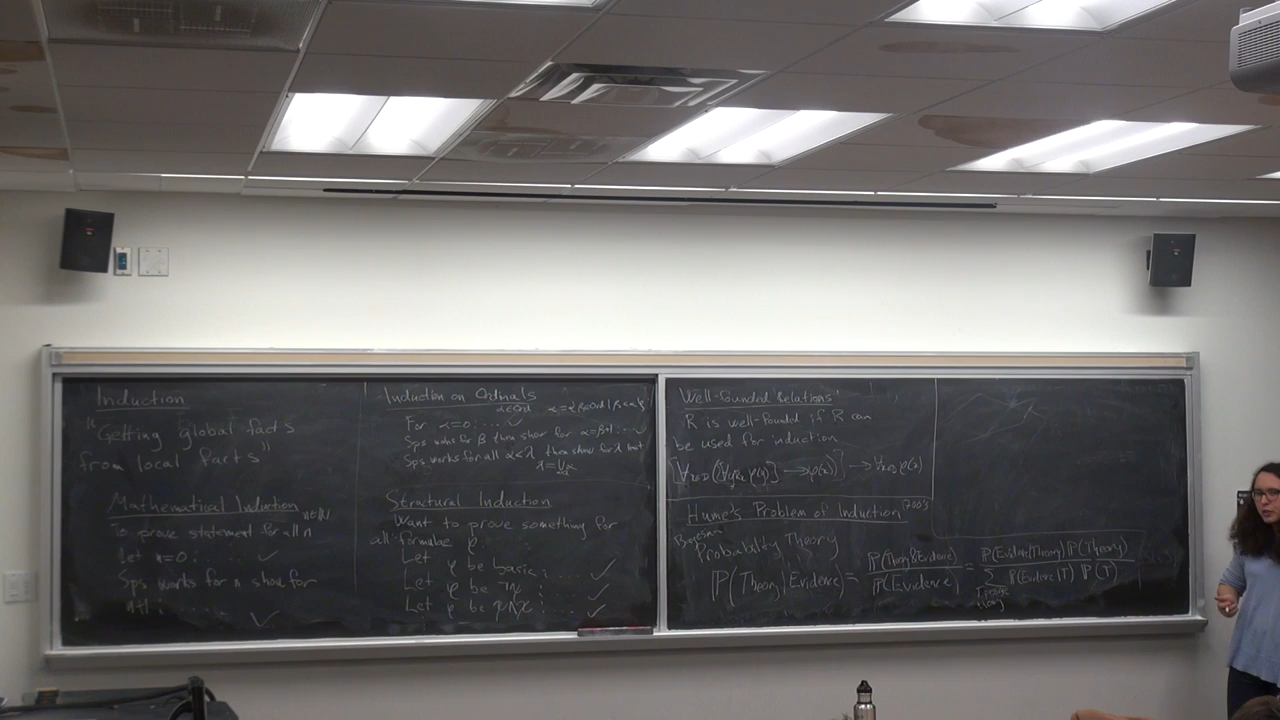 Induction
"Getting global facts
from local facts"
Mathematical Induction n∈ℕ
To prove statement for all n
Let n=0: .... ✓
Sps works for n show for
n+1: ..... ✓
Induction on Ordinals
α∈Ord α={β∈Ord | β<α}
For α=0: .... ✓
Sps works for β then show for α=β+1: ... ✓
Sps works for all α<λ then show for λ
Structural Induction
Want to prove something for
all formulae φ.
Let φ be basic: .... ✓
Let φ be ¬ψ: .... ✓
Let φ be ψ∧χ: .... ✓
Well-founded Relations
R is well-founded if R can
be used for induction
Hume's Problem of Induction 1700's
Bayesian
Probability Theory
ℙ(Theory|Evidence) = ℙ(Theory&Evidence) / ℙ(Evidence) = ℙ(Evidence|Theory) ℙ(Theory) / Σ ℙ(Evidence|T) ℙ(T)